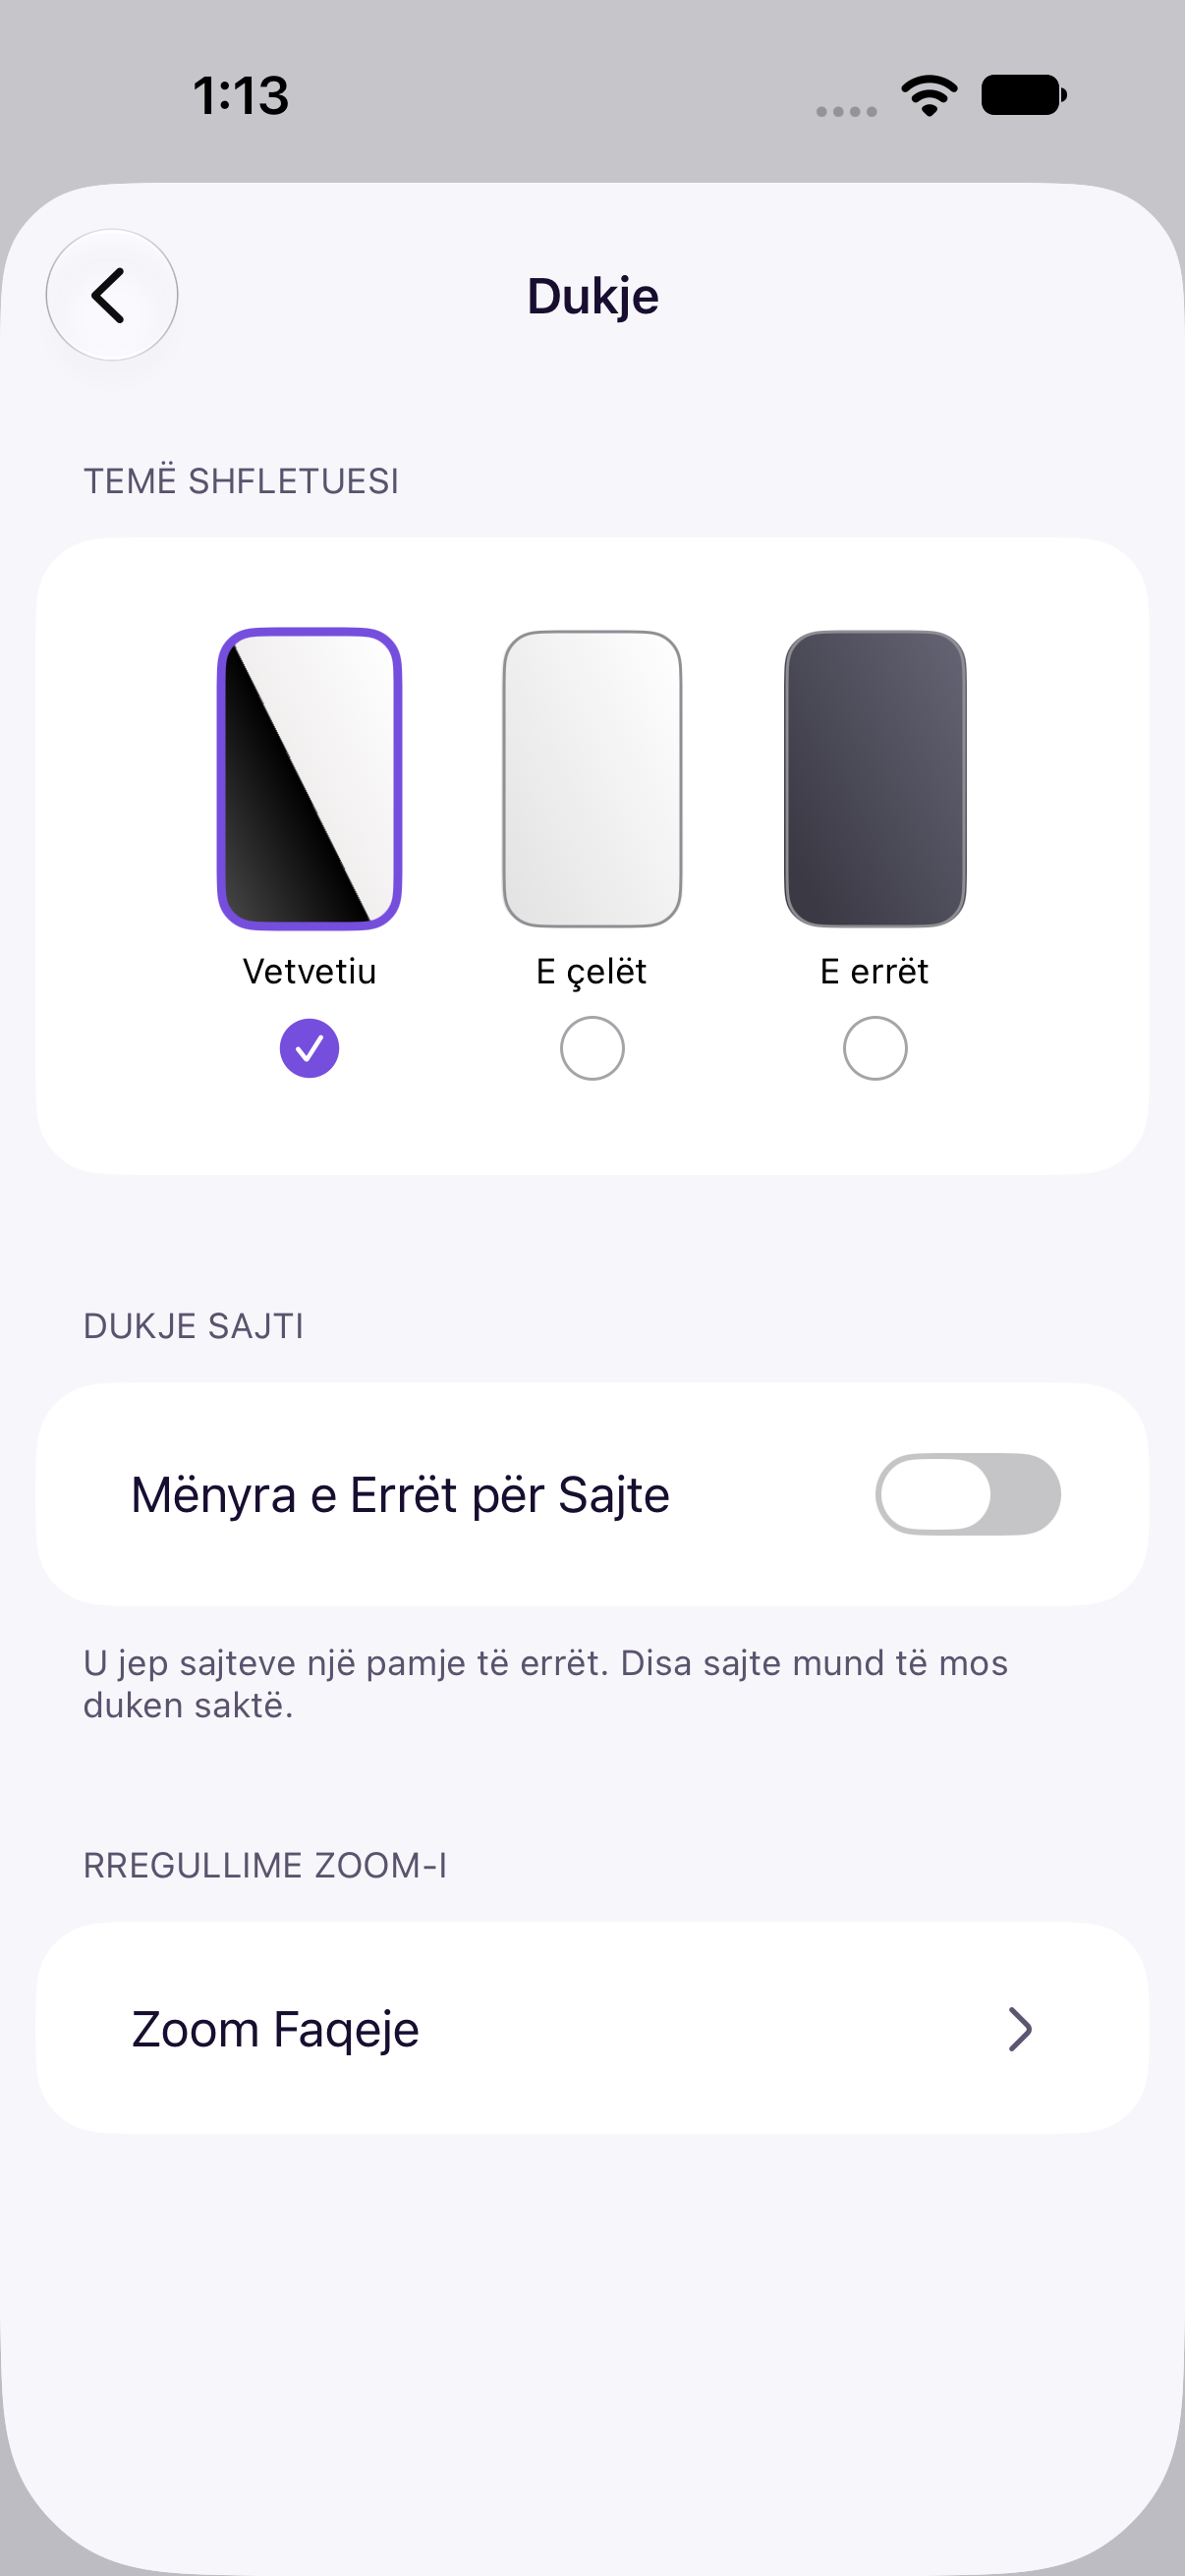 1:13
Dukje
TEMË SHFLETUESI
Vetvetiu
E çelët
E errët
DUKJE SAJTI
Mënyra e Errët për Sajte
U jep sajteve një pamje të errët. Disa sajte mund të mos
duken saktë.
RREGULLIME ZOOM-I
Zoom Faqeje